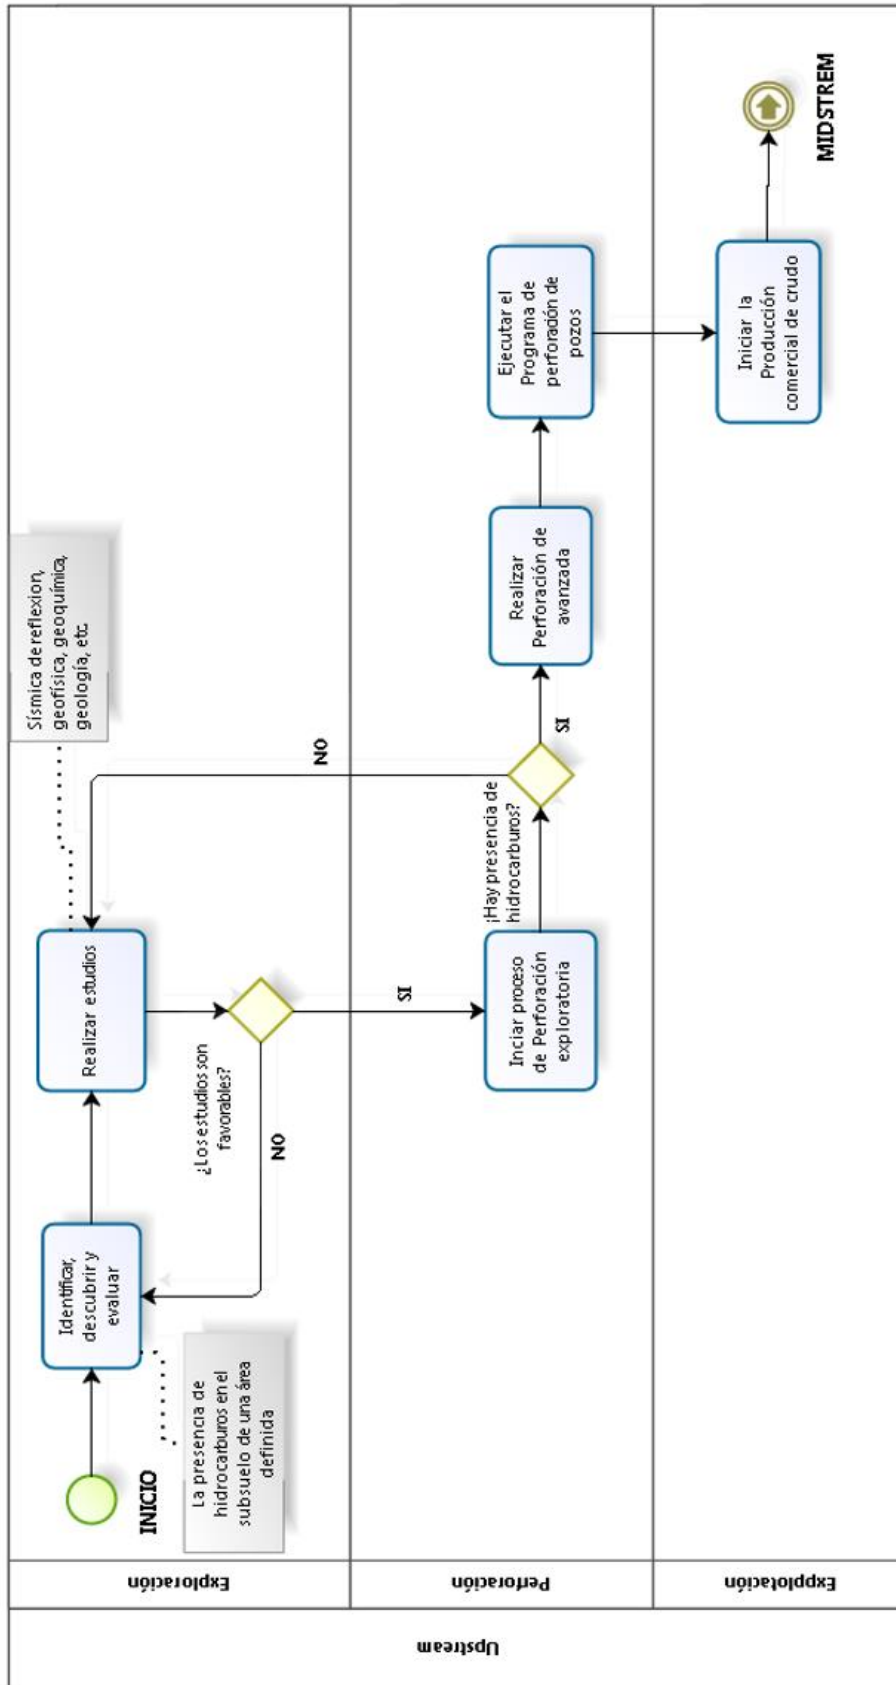 Upstream
Exploración
Perforación
Expplotación
INICIO
La presencia de
hidrocarburos en el
subsuelo de una área
definida
Identificar,
descubrir y
evaluar
Realizar estudios
Sísmica de reflexion,
geofísica, geoquímica,
geología, etc.
¿Los estudios son
favorables?
NO
SI
Inciar proceso
de Perforación
exploratoria
¡Hay presencia de
hidrocarburos?
NO
SI
Realizar
Perforación de
avanzada
Ejecutar el
Programa de
perforación de
pozos
Iniciar la
Producción
comercial de crudo
MIDSTREM